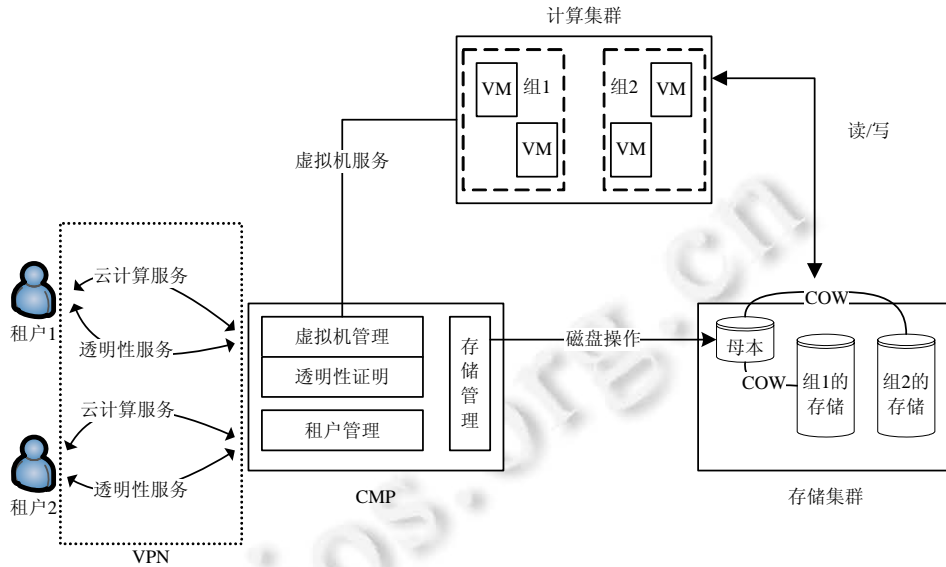 计算集群
VM
组1
组2
VM
VM
VM
读/写
虚拟机服务
云计算服务
租户1
透明性服务
云计算服务
透明性服务
租户2
VPN
虚拟机管理
透明性证明
租户管理
存储管理
CMP
磁盘操作
COW
母本
COW
组1的
存储
组2的
存储
存储集群
ios.org.cn